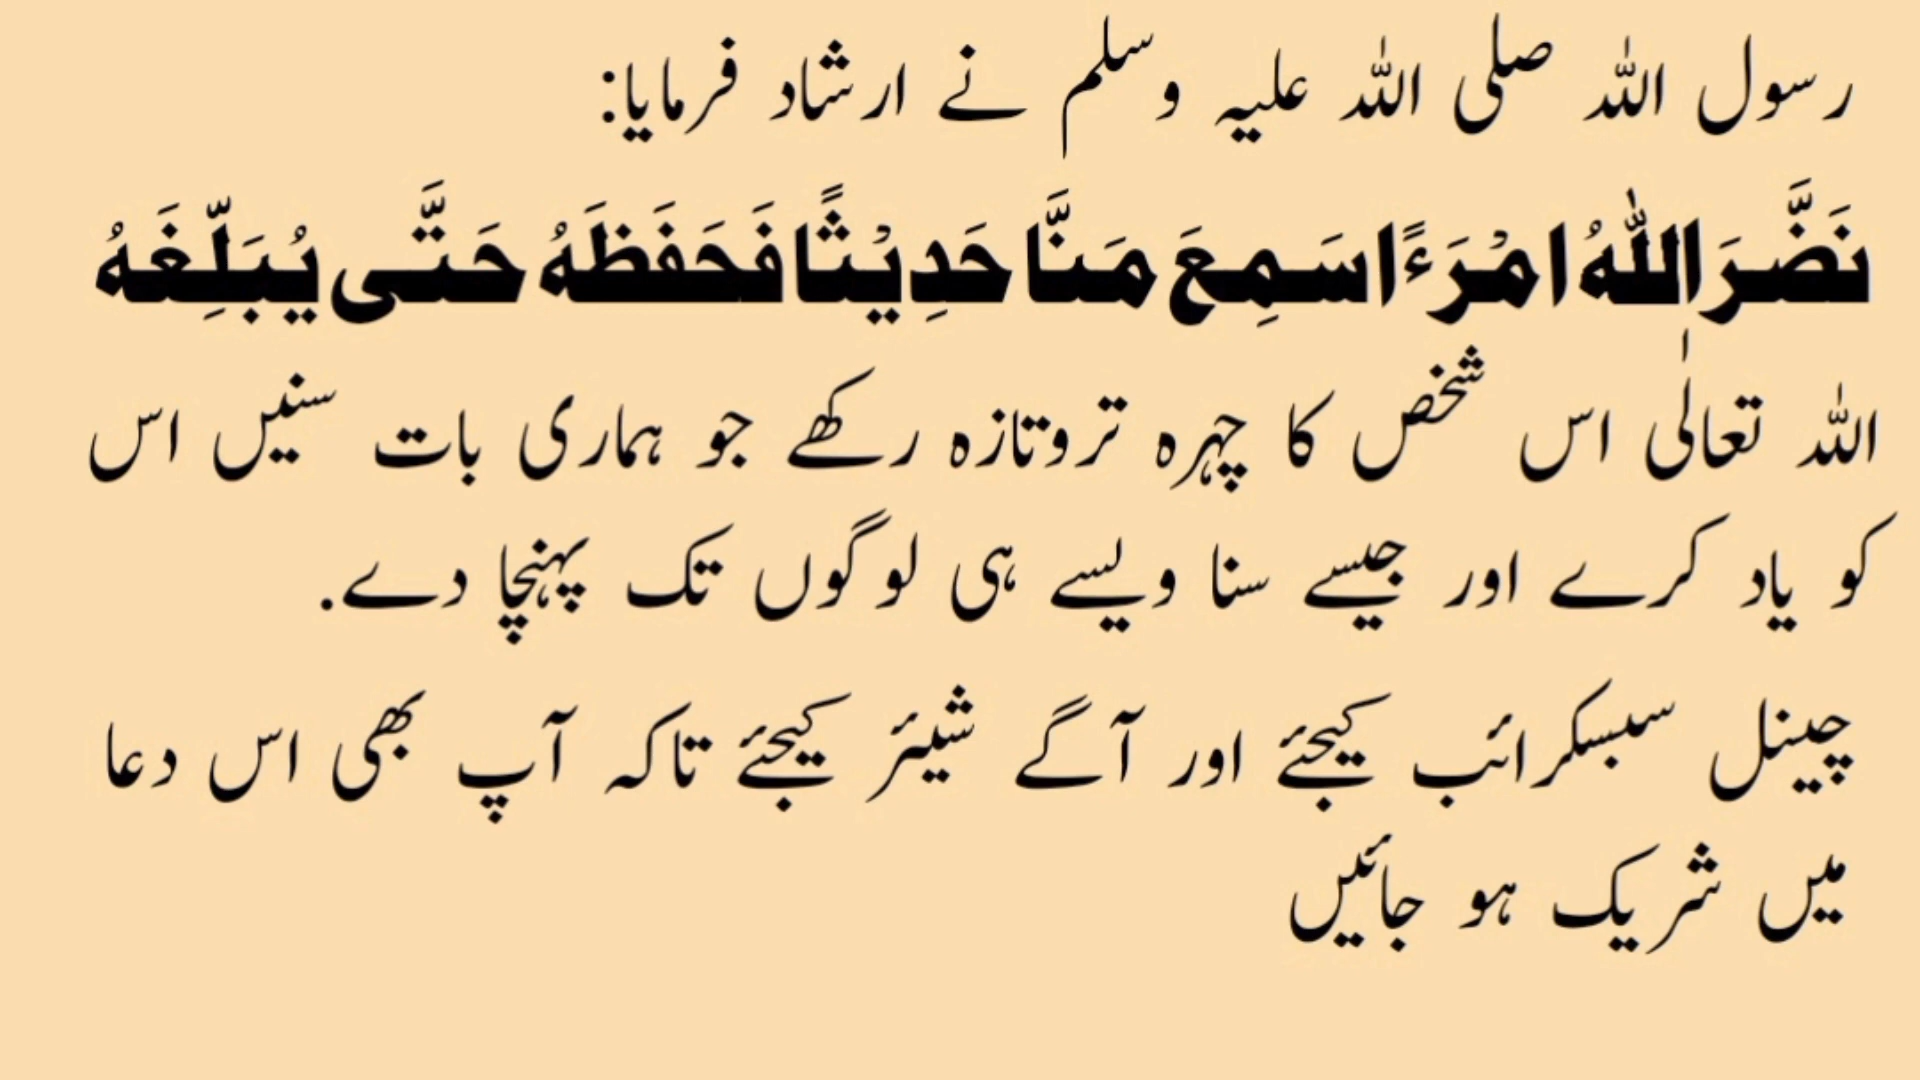 رسول اللہ صلی اللہ علیہ وسلم نے ارشاد فرمایا:
نَضَّرَ اللّٰهُ امْرَءًا سَمِعَ مَنَّا حَدِيْثًا فَحَفَظَهُ حَتَّى يُبَلِّغَهُ
اللہ تعالٰی اس شخص کا چہرہ تروتازہ رکھے جو ہماری بات سنیں اس
کو یاد کرے اور جیسے سنا ویسے ہی لوگوں تک پہنچا دے.
چینل سبسکرائب کیجئے اور آگے شیئر کیجئے تاکہ آپ بھی اس دعا
میں شریک ہو جائیں